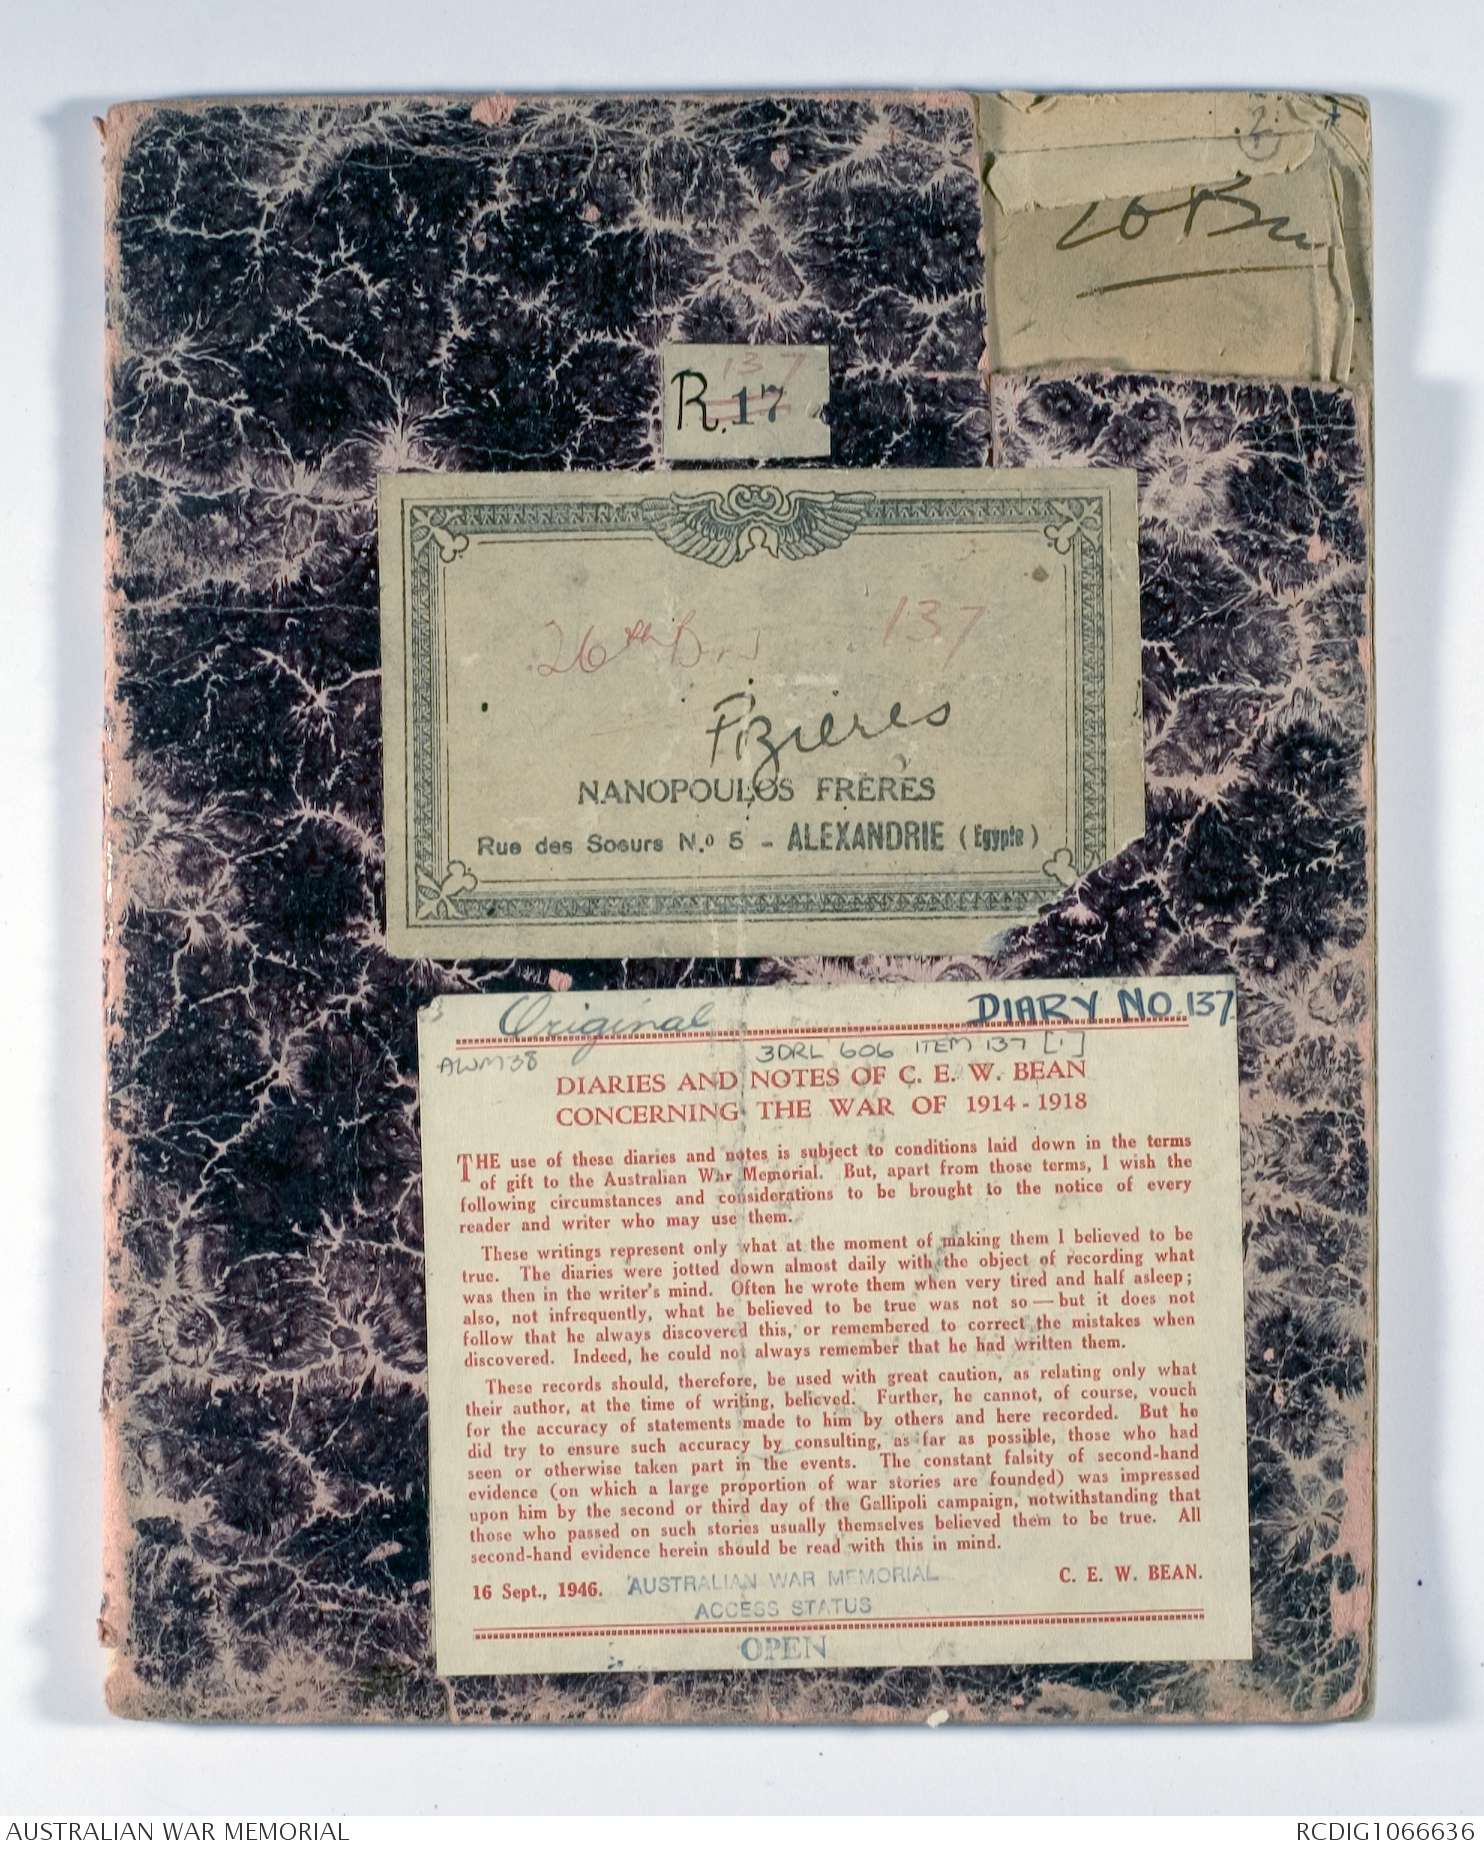 2
26 Bn
137
R. 17
26th Bn 137
Fizieres
NANOPOULOS FRÈRES
Rue des Soeurs N.o 5 - ALEXANDRIE (Egypte)
Original DIARY NO. 137.
AWM38 3DRL 606 ITEM 137 [1]
DIARIES AND NOTES OF C. E. W. BEAN
CONCERNING THE WAR OF 1914-1918
THE use of these diaries and notes is subject to conditions laid down in the terms
of gift to the Australian War Memorial. But, apart from those terms, I wish the
following circumstances and considerations to be brought to the notice of every
reader and writer who may use them.
These writings represent only what at the moment of making them I believed to be
true. The diaries were jotted down almost daily with the object of recording what
was then in the writer's mind. Often he wrote them when very tired and half asleep;
also, not infrequently, what he believed to be true was not so — but it does not
follow that he always discovered this, or remembered to correct the mistakes when
discovered. Indeed, he could not always remember that he had written them.
These records should, therefore, be used with great caution, as relating only what
their author, at the time of writing, believed. Further, he cannot, of course, vouch
for the accuracy of statements made to him by others and here recorded. But he
did try to ensure such accuracy by consulting, as far as possible, those who had
seen or otherwise taken part in the events. The constant falsity of second-hand
evidence (on which a large proportion of war stories are founded) was impressed
upon him by the second or third day of the Gallipoli campaign, notwithstanding that
those who passed on such stories usually themselves believed them to be true. All
second-hand evidence herein should be read with this in mind.
16 Sept., 1946. C. E. W. BEAN.
AUSTRALIAN WAR MEMORIAL
ACCESS STATUS
OPEN
AUSTRALIAN WAR MEMORIAL RCDIG1066636